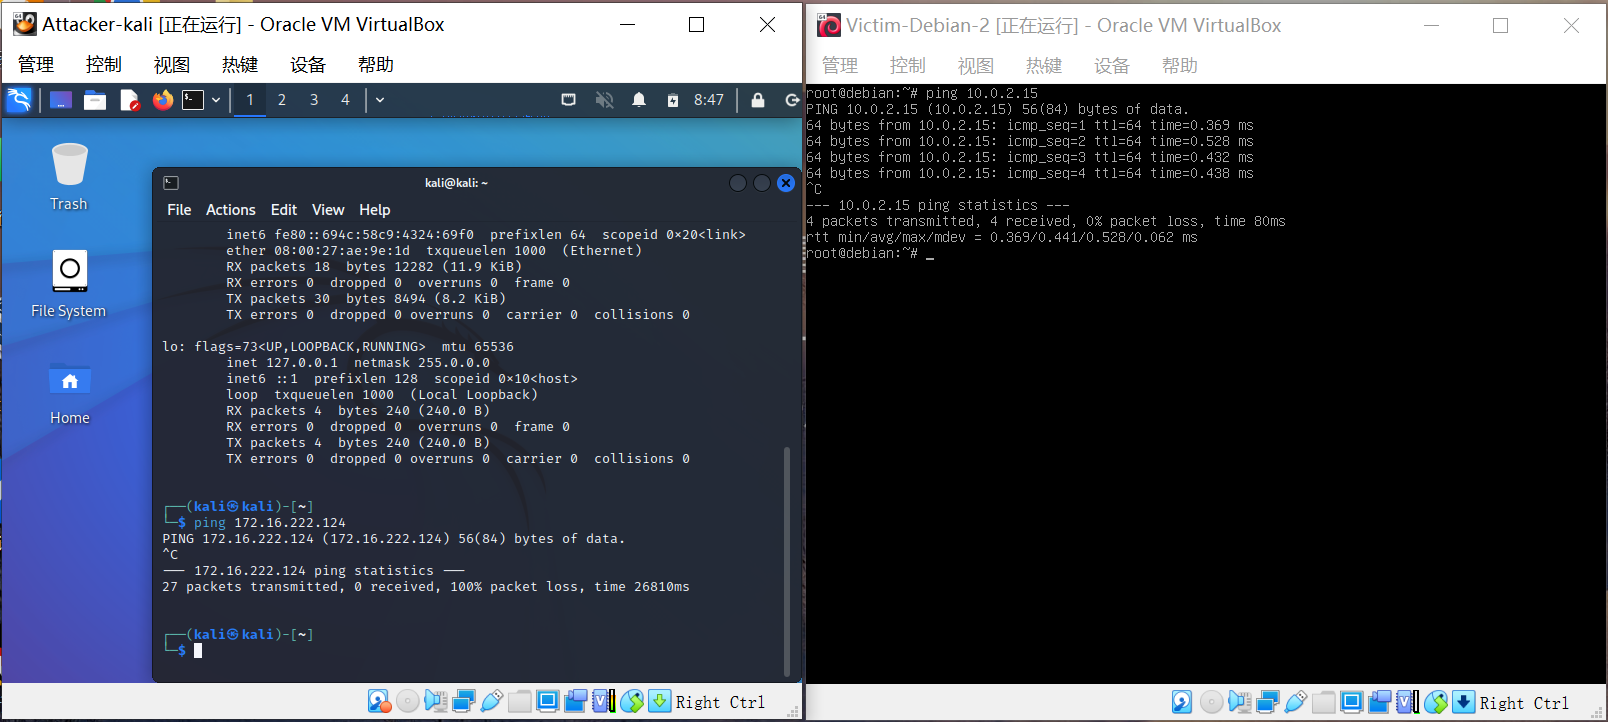 Attacker-kali [正在运行] - Oracle VM VirtualBox
管理 控制 视图 热键 设备 帮助
1 2 3 4 8:47
Trash
File System
Home
kali@kali: ~
File Actions Edit View Help
inet6 fe80::694c:58c9:4324:69f0 prefixlen 64 scopeid 0×20<link>
ether 08:00:27:ae:9e:1d txqueuelen 1000 (Ethernet)
RX packets 18 bytes 12282 (11.9 KiB)
RX errors 0 dropped 0 overruns 0 frame 0
TX packets 30 bytes 8494 (8.2 KiB)
TX errors 0 dropped 0 overruns 0 carrier 0 collisions 0
lo: flags=73<UP,LOOPBACK,RUNNING> mtu 65536
inet 127.0.0.1 netmask 255.0.0.0
inet6 ::1 prefixlen 128 scopeid 0×10<host>
loop txqueuelen 1000 (Local Loopback)
RX packets 4 bytes 240 (240.0 B)
RX errors 0 dropped 0 overruns 0 frame 0
TX packets 4 bytes 240 (240.0 B)
TX errors 0 dropped 0 overruns 0 carrier 0 collisions 0
┌──(kali㉿kali)-[~]
└─$ ping 172.16.222.124
PING 172.16.222.124 (172.16.222.124) 56(84) bytes of data.
^C
--- 172.16.222.124 ping statistics ---
27 packets transmitted, 0 received, 100% packet loss, time 26810ms
┌──(kali㉿kali)-[~]
└─$
Right Ctrl
Victim-Debian-2 [正在运行] - Oracle VM VirtualBox
管理 控制 视图 热键 设备 帮助
root@debian:~# ping 10.0.2.15
PING 10.0.2.15 (10.0.2.15) 56(84) bytes of data.
64 bytes from 10.0.2.15: icmp_seq=1 ttl=64 time=0.369 ms
64 bytes from 10.0.2.15: icmp_seq=2 ttl=64 time=0.528 ms
64 bytes from 10.0.2.15: icmp_seq=3 ttl=64 time=0.432 ms
64 bytes from 10.0.2.15: icmp_seq=4 ttl=64 time=0.438 ms
^C
--- 10.0.2.15 ping statistics ---
4 packets transmitted, 4 received, 0% packet loss, time 80ms
rtt min/avg/max/mdev = 0.369/0.441/0.528/0.062 ms
root@debian:~# _
Right Ctrl